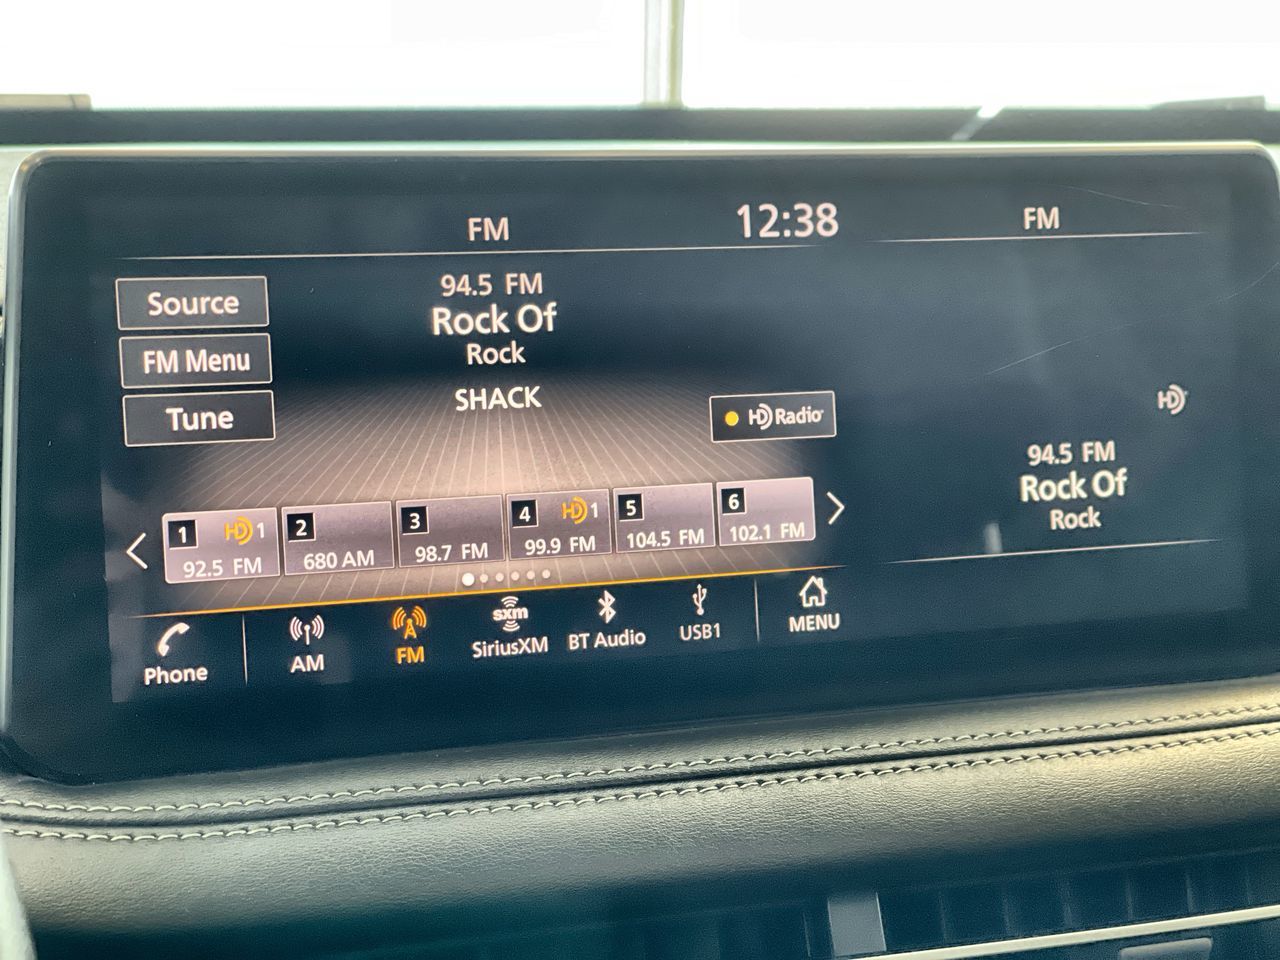 FM
12:38
FM
Source
FM Menu
Tune
94.5 FM
Rock Of
Rock
SHACK
HD Radio
HD
94.5 FM
Rock Of
Rock
1 HD 1
92.5 FM
2
680 AM
3
98.7 FM
4 HD 1
99.9 FM
5
104.5 FM
6
102.1 FM
Phone
AM
FM
sxm
SiriusXM
BT Audio
USB1
MENU